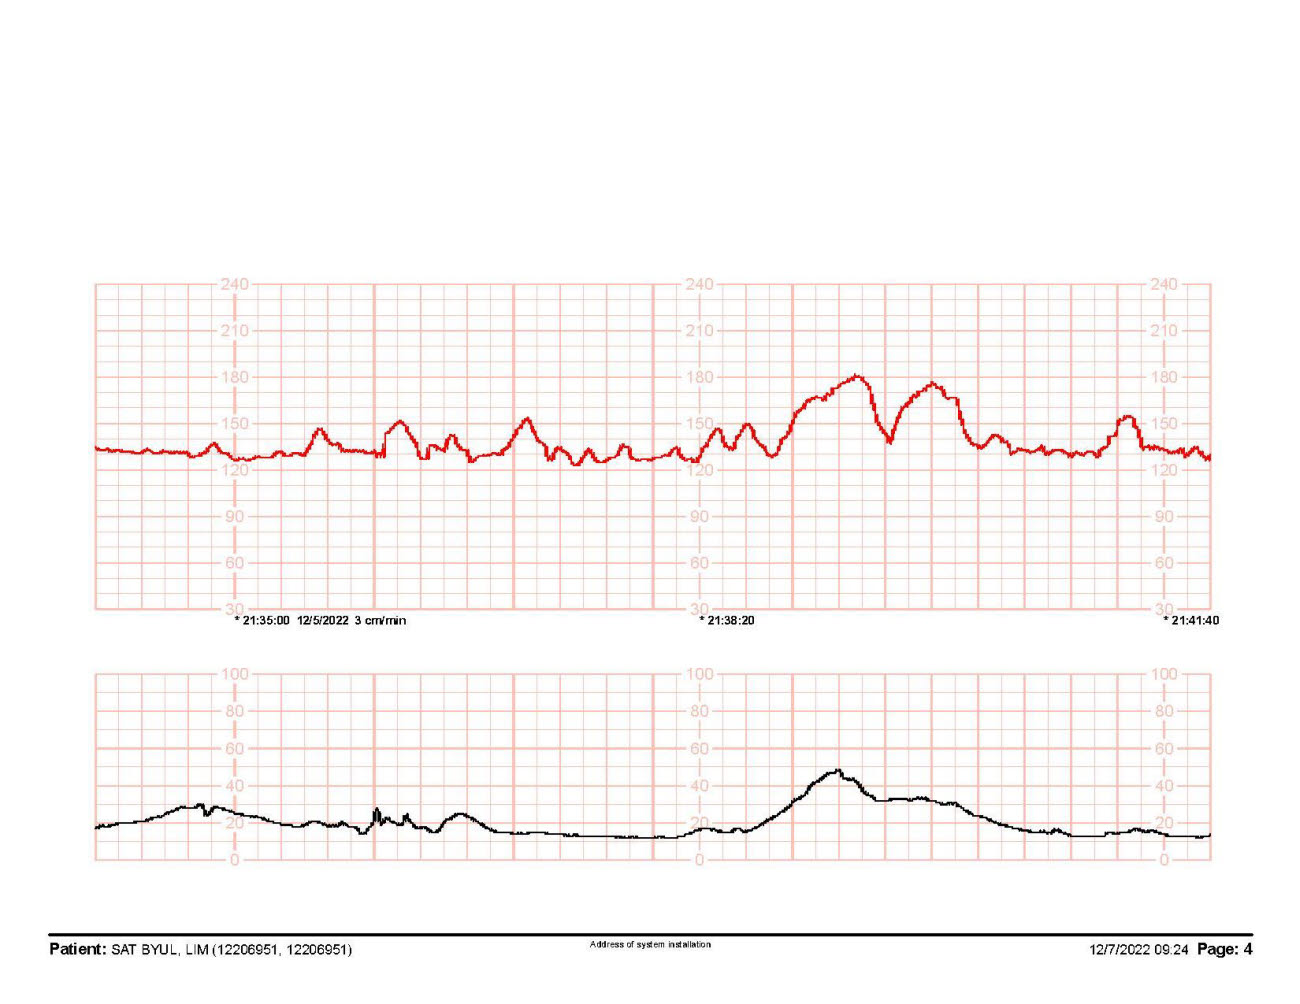 240 240 240
210 210 210
180 180 180
150 150 150
120 120 120
90 90 90
60 60 60
30 30 30
* 21:35:00 12/5/2022 3 cm/min * 21:38:20 * 21:41:40
100 100 100
80 80 80
60 60 60
40 40 40
20 20 20
0 0 0
Patient: SAT BYUL, LIM (12206951, 12206951) Address of system installation 12/7/2022 09:24 Page: 4